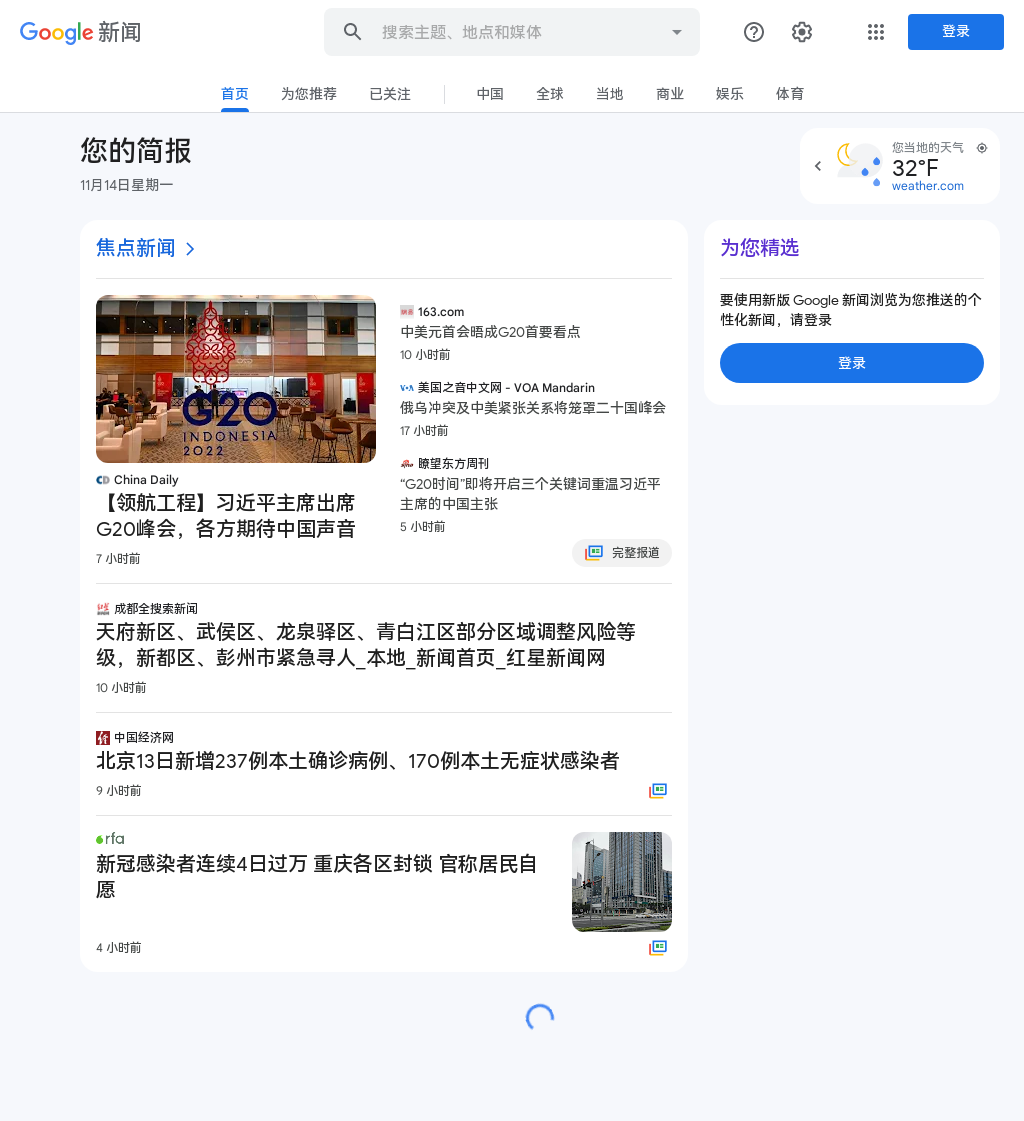 Google 新闻
搜索主题、地点和媒体
登录
首页
为您推荐
已关注
中国
全球
当地
商业
娱乐
体育
您的简报
11月14日星期一
您当地的天气
32°F
weather.com
焦点新闻
G20
INDONESIA
2022
China Daily
【领航工程】习近平主席出席
G20峰会，各方期待中国声音
7 小时前
163.com
中美元首会晤成G20首要看点
10 小时前
VOA 美国之音中文网 - VOA Mandarin
俄乌冲突及中美紧张关系将笼罩二十国峰会
17 小时前
瞭望东方周刊
“G20时间”即将开启三个关键词重温习近平
主席的中国主张
5 小时前
完整报道
成都全搜索新闻
天府新区、武侯区、龙泉驿区、青白江区部分区域调整风险等
级，新都区、彭州市紧急寻人_本地_新闻首页_红星新闻网
10 小时前
中国经济网
北京13日新增237例本土确诊病例、170例本土无症状感染者
9 小时前
rfa
新冠感染者连续4日过万 重庆各区封锁 官称居民自
愿
4 小时前
为您精选
要使用新版 Google 新闻浏览为您推送的个
性化新闻，请登录
登录